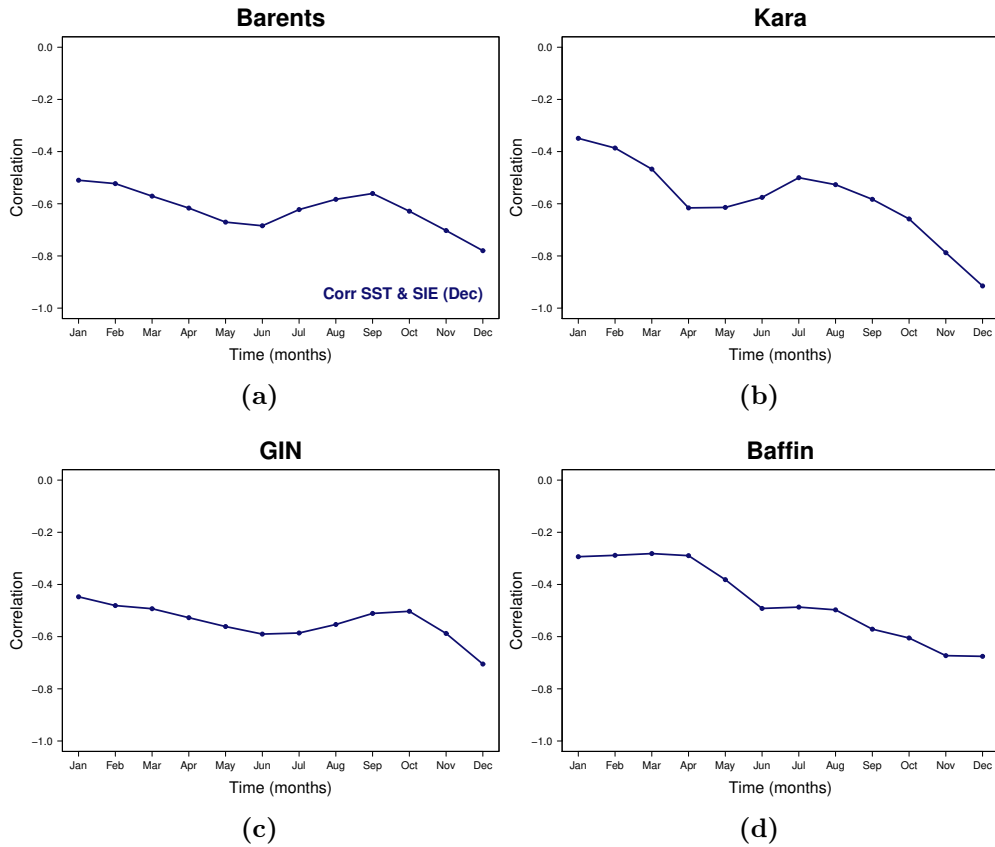 Barents
0.0
−0.2
−0.4
−0.6
−0.8
−1.0
Correlation
Corr SST & SIE (Dec)
Jan Feb Mar Apr May Jun Jul Aug Sep Oct Nov Dec
Time (months)
(a)
Kara
0.0
−0.2
−0.4
−0.6
−0.8
−1.0
Correlation
Jan Feb Mar Apr May Jun Jul Aug Sep Oct Nov Dec
Time (months)
(b)
GIN
0.0
−0.2
−0.4
−0.6
−0.8
−1.0
Correlation
Jan Feb Mar Apr May Jun Jul Aug Sep Oct Nov Dec
Time (months)
(c)
Baffin
0.0
−0.2
−0.4
−0.6
−0.8
−1.0
Correlation
Jan Feb Mar Apr May Jun Jul Aug Sep Oct Nov Dec
Time (months)
(d)